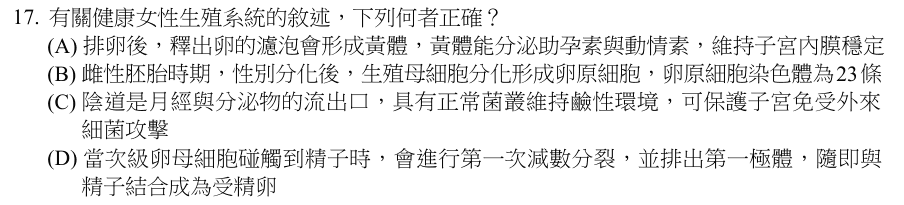 17. 有關健康女性生殖系統的敘述，下列何者正確？
(A) 排卵後，釋出卵的濾泡會形成黃體，黃體能分泌助孕素與動情素，維持子宮內膜穩定
(B) 雌性胚胎時期，性別分化後，生殖母細胞分化形成卵原細胞，卵原細胞染色體為23條
(C) 陰道是月經與分泌物的流出口，具有正常菌叢維持鹼性環境，可保護子宮免受外來
細菌攻擊
(D) 當次級卵母細胞碰觸到精子時，會進行第一次減數分裂，並排出第一極體，隨即與
精子結合成為受精卵